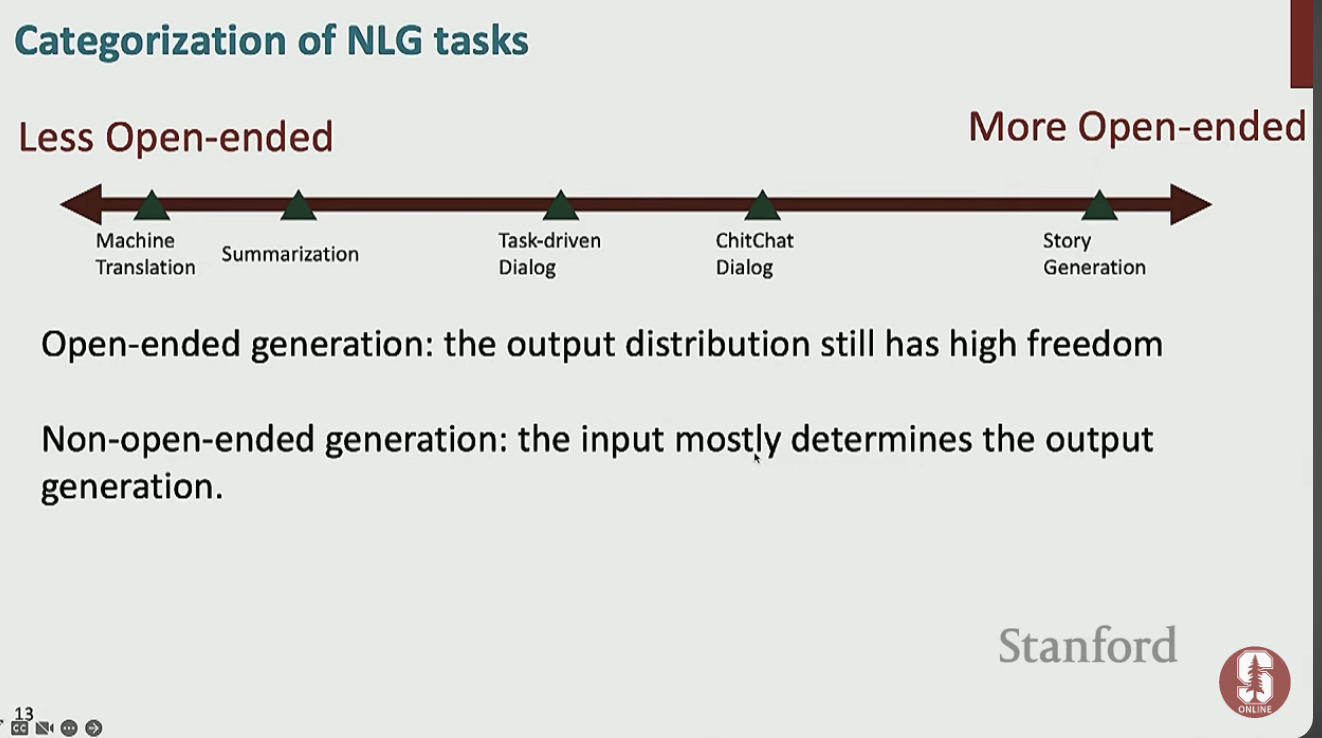 Categorization of NLG tasks
Less Open-ended
More Open-ended
Machine
Translation
Summarization
Task-driven
Dialog
ChitChat
Dialog
Story
Generation
Open-ended generation: the output distribution still has high freedom
Non-open-ended generation: the input mostly determines the output
generation.
Stanford
S
ONLINE
13
CC